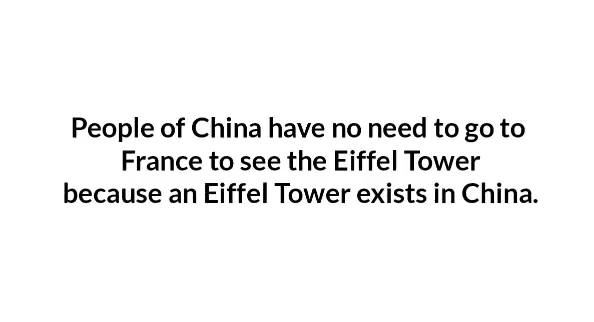 People of China have no need to go to
France to see the Eiffel Tower
because an Eiffel Tower exists in China.